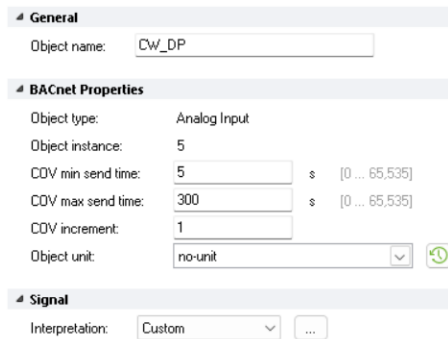 General
Object name: CW_DP
BACnet Properties
Object type: Analog Input
Object instance: 5
COV min send time: 5 s [0 ... 65,535]
COV max send time: 300 s [0 ... 65,535]
COV increment: 1
Object unit: no-unit
Signal
Interpretation: Custom ...